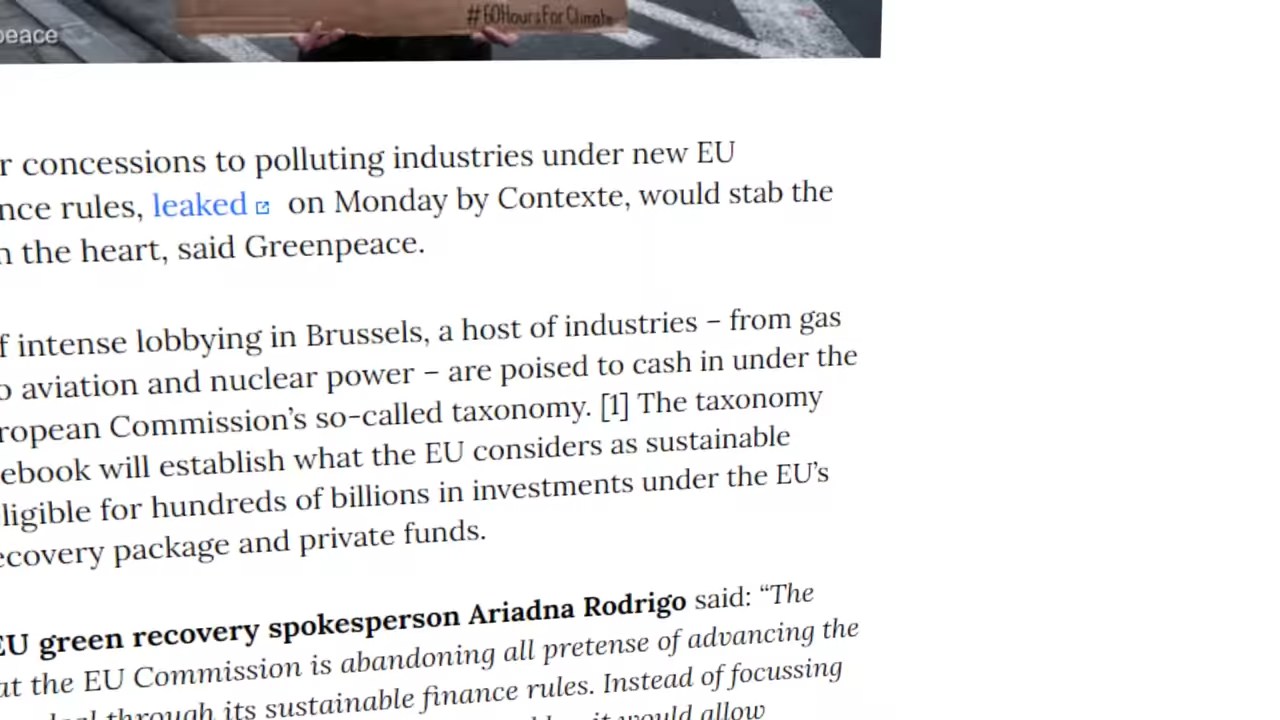 #60HoursForClimate
peace
r concessions to polluting industries under new EU
nce rules, leaked on Monday by Contexte, would stab the
n the heart, said Greenpeace.
f intense lobbying in Brussels, a host of industries – from gas
o aviation and nuclear power – are poised to cash in under the
ropean Commission’s so-called taxonomy. [1] The taxonomy
ebook will establish what the EU considers as sustainable
ligible for hundreds of billions in investments under the EU’s
ecovery package and private funds.
EU green recovery spokesperson Ariadna Rodrigo said: “The
at the EU Commission is abandoning all pretense of advancing the
deal through its sustainable finance rules. Instead of focussing
it would allow